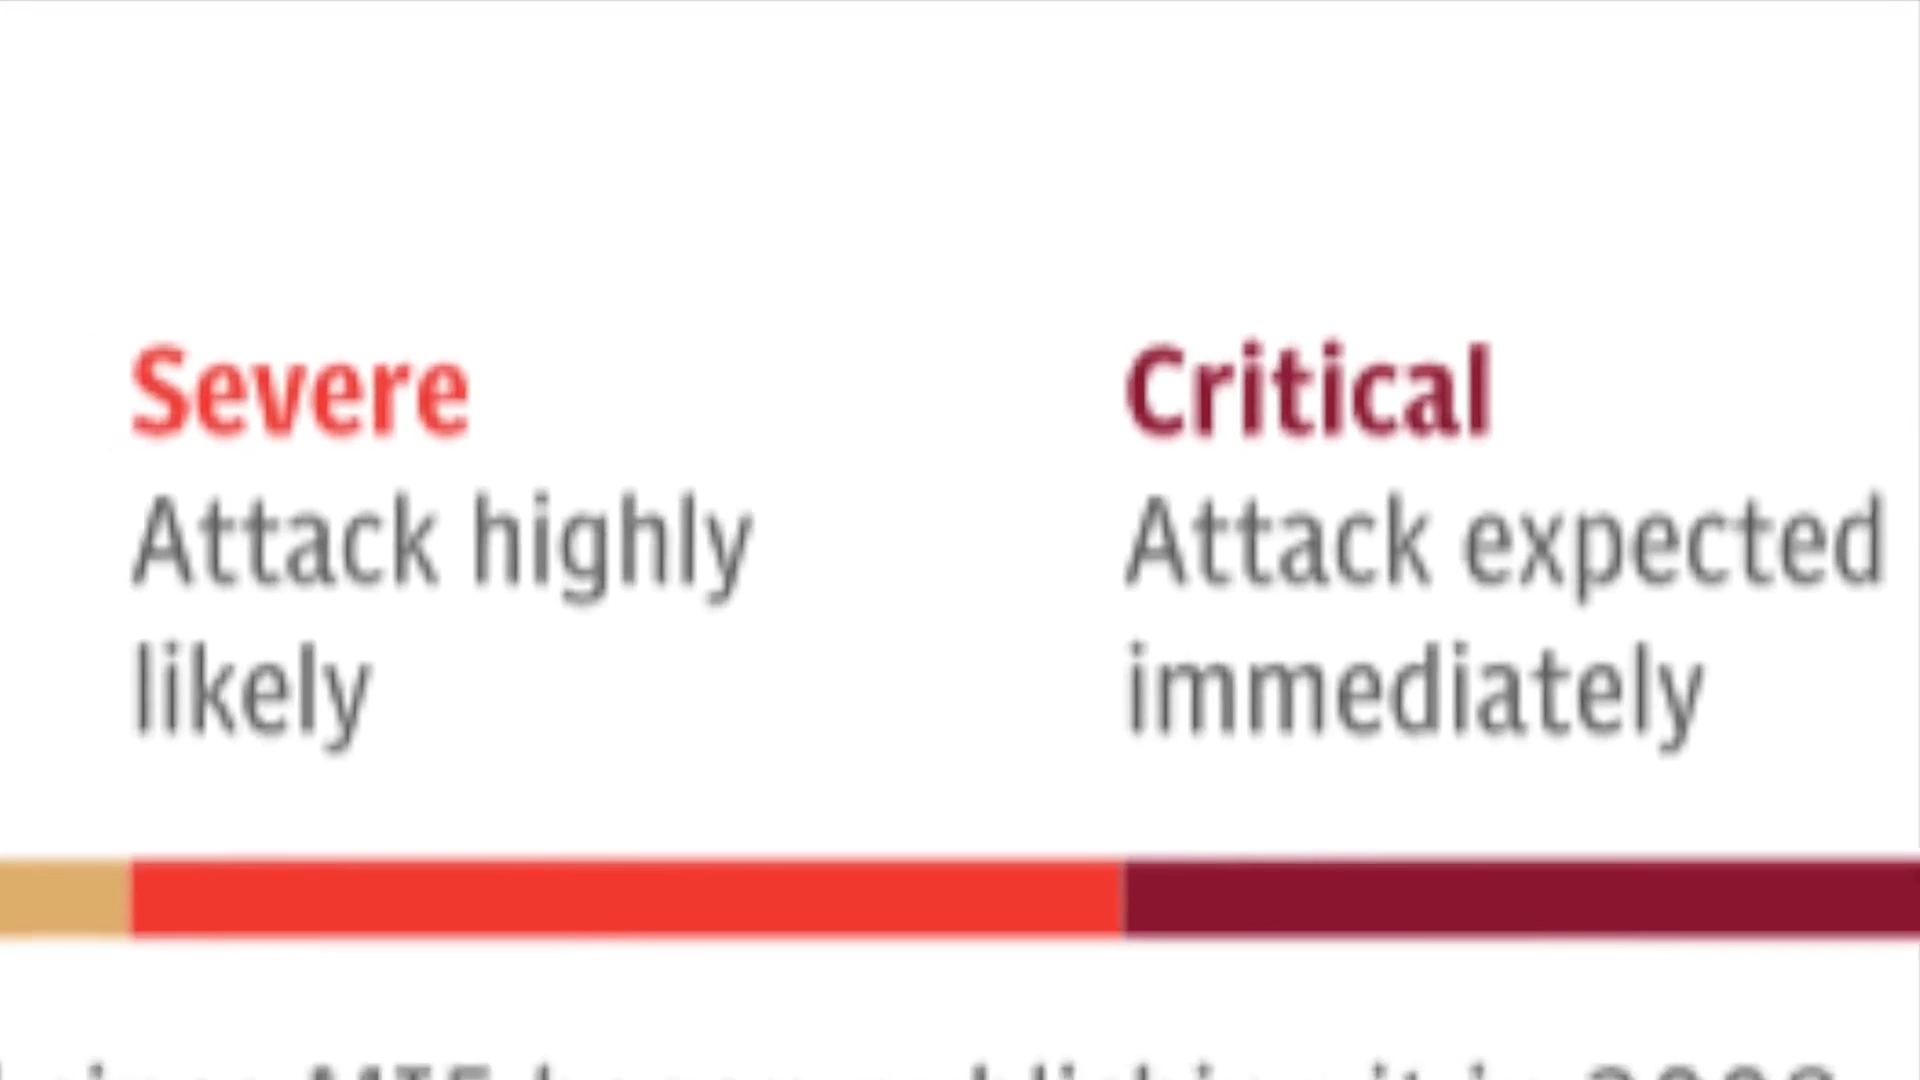 Severe
Attack highly
likely
Critical
Attack expected
immediately